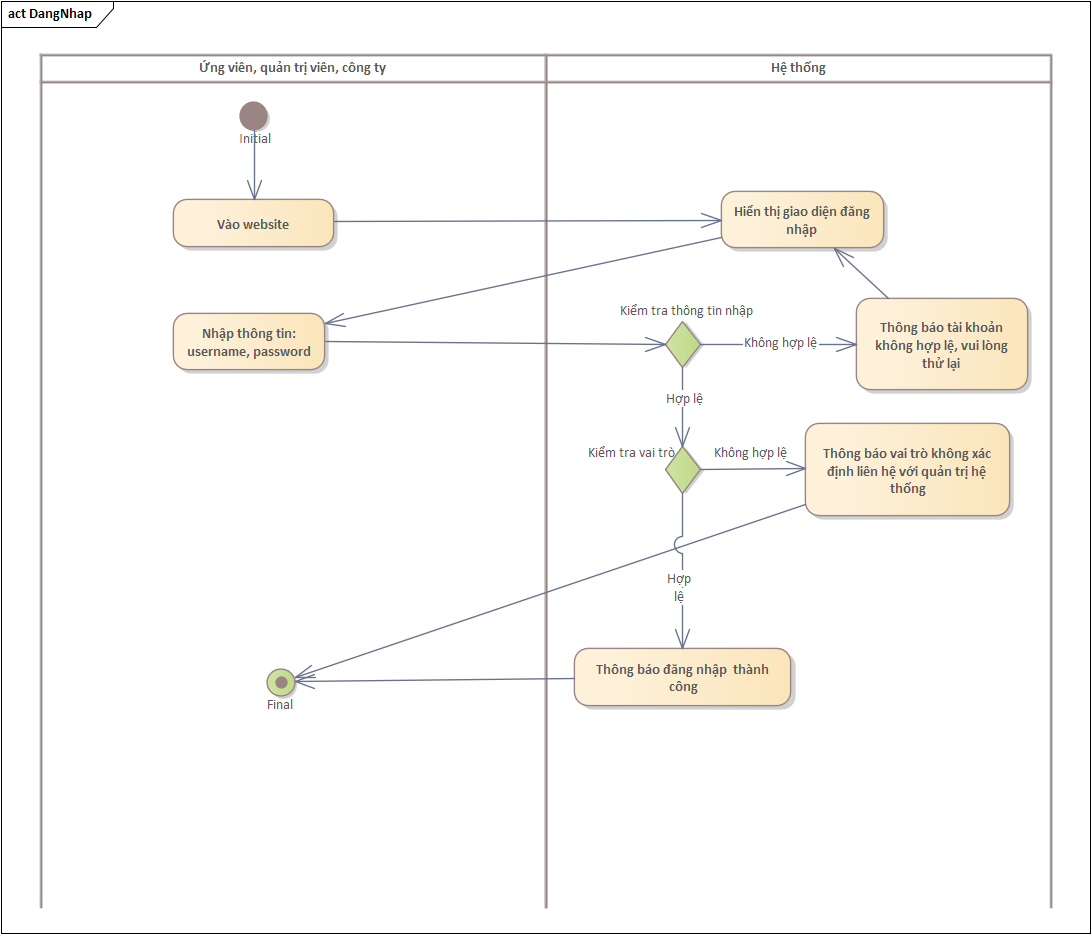 act DangNhap
Ứng viên, quản trị viên, công ty
Hệ thống
Initial
Vào website
Hiển thị giao diện đăng
nhập
Nhập thông tin:
username, password
Kiểm tra thông tin nhập
Không hợp lệ
Thông báo tài khoản
không hợp lệ, vui lòng
thử lại
Hợp lệ
Kiểm tra vai trò
Không hợp lệ
Thông báo vai trò không xác
định liên hệ với quản trị hệ
thống
Hợp
lệ
Thông báo đăng nhập  thành
công
Final